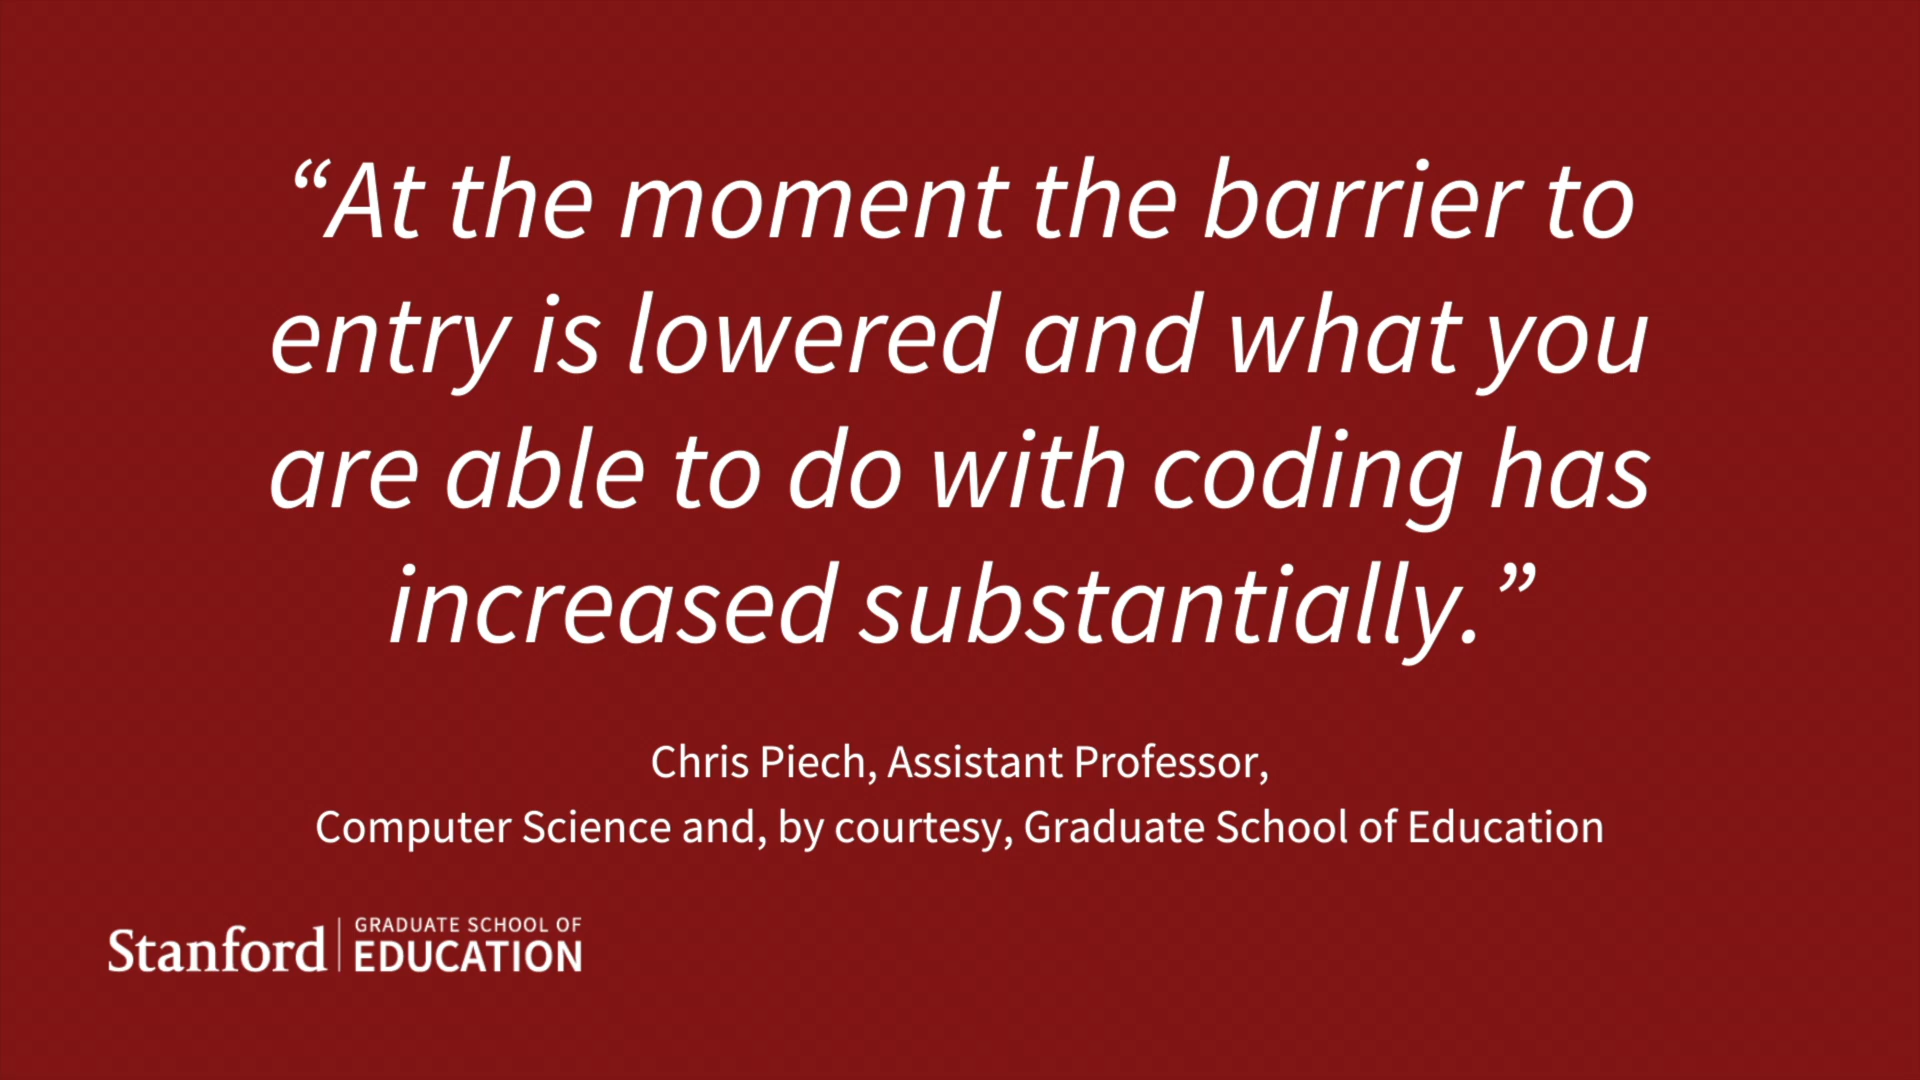 “At the moment the barrier to
entry is lowered and what you
are able to do with coding has
increased substantially.”
Chris Piech, Assistant Professor,
Computer Science and, by courtesy, Graduate School of Education
Stanford
GRADUATE SCHOOL OF
EDUCATION